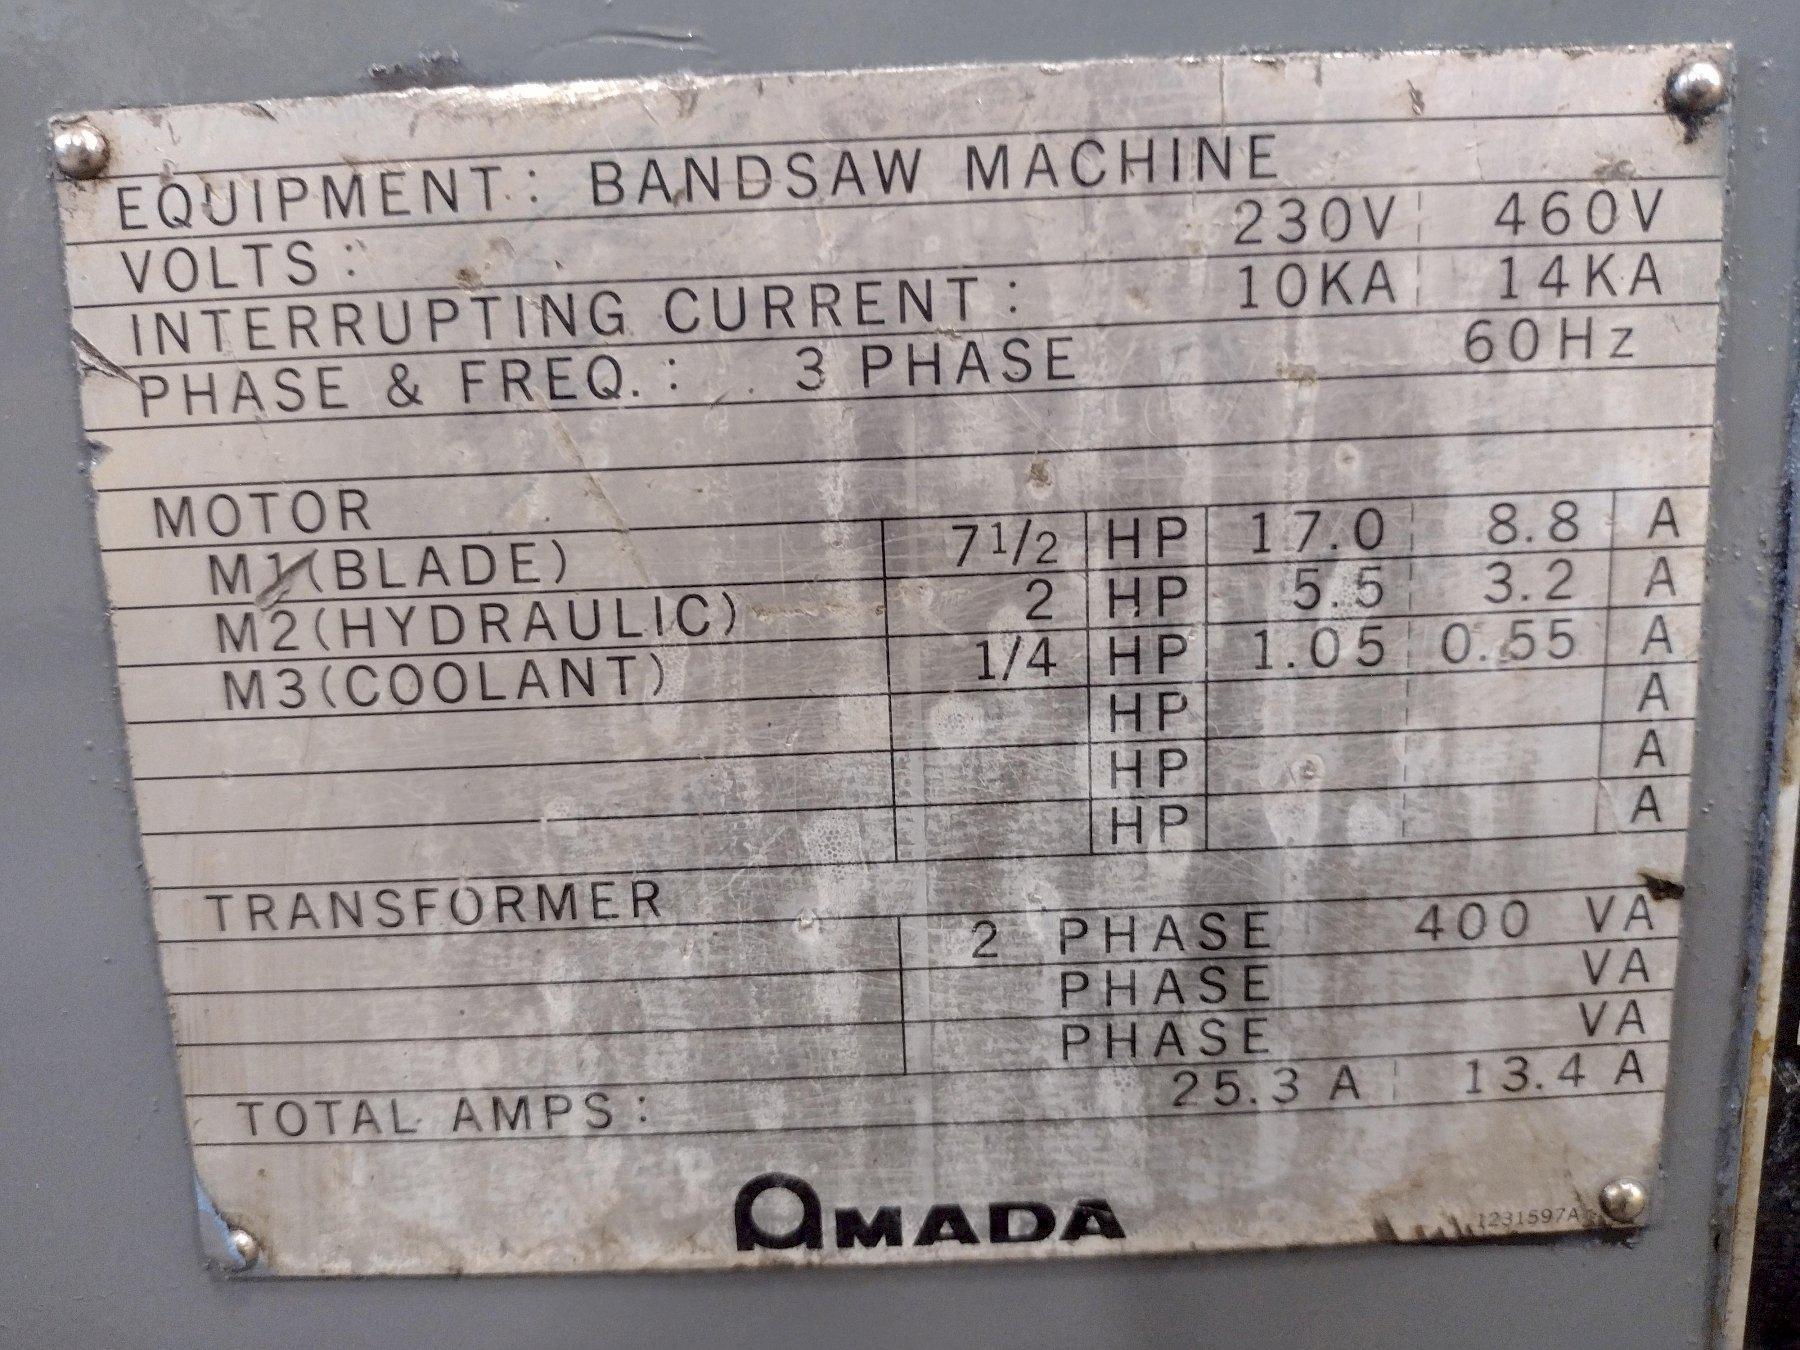 EQUIPMENT: BANDSAW MACHINE
VOLTS: 230V 460V
INTERRUPTING CURRENT: 10KA 14KA
PHASE & FREQ.: 3 PHASE 60Hz
MOTOR
M1(BLADE) 7 1/2 HP 17.0 8.8 A
M2(HYDRAULIC) 2 HP 5.5 3.2 A
M3(COOLANT) 1/4 HP 1.05 0.55 A
HP A
HP A
HP A
TRANSFORMER
2 PHASE 400 VA
PHASE VA
PHASE VA
TOTAL AMPS: 25.3 A 13.4 A
AMADA
1231597A